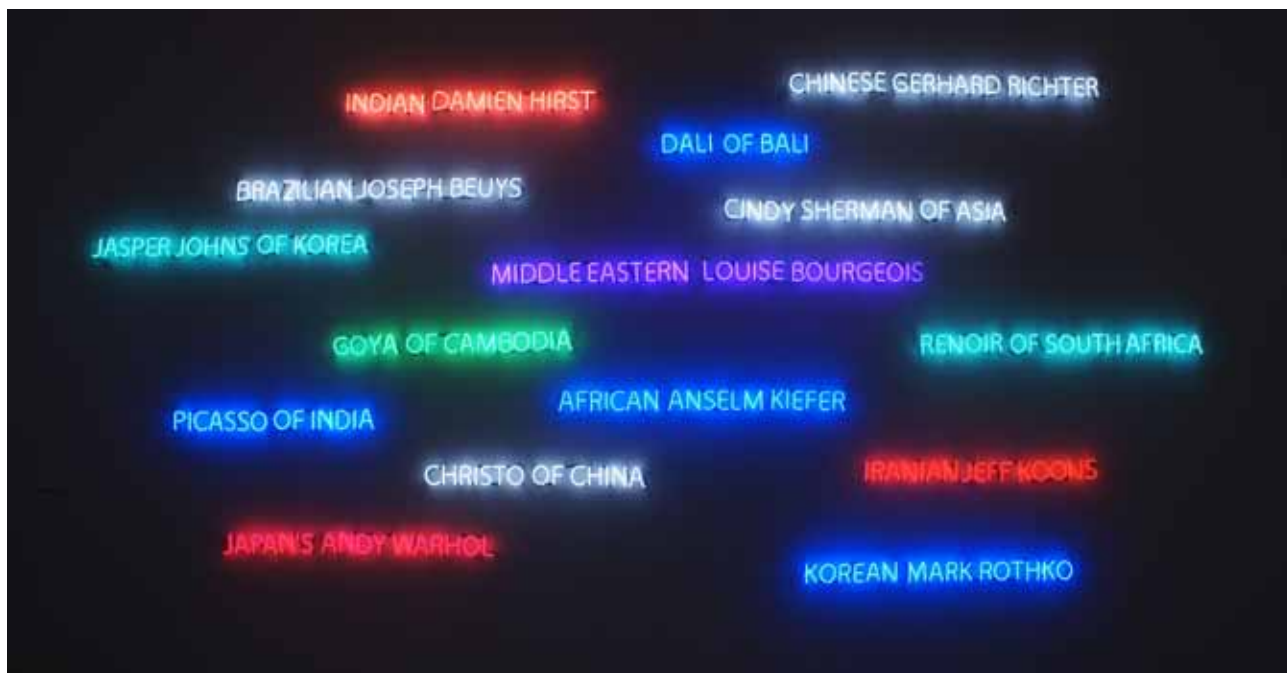 CHINESE GERHARD RICHTER
INDIAN DAMIEN HIRST
DALI OF BALI
BRAZILIAN JOSEPH BEUYS
CINDY SHERMAN OF ASIA
JASPER JOHNS OF KOREA
MIDDLE EASTERN LOUISE BOURGEOIS
GOYA OF CAMBODIA
RENOIR OF SOUTH AFRICA
AFRICAN ANSELM KIEFER
PICASSO OF INDIA
IRANIAN JEFF KOONS
CHRISTO OF CHINA
JAPAN'S ANDY WARHOL
KOREAN MARK ROTHKO